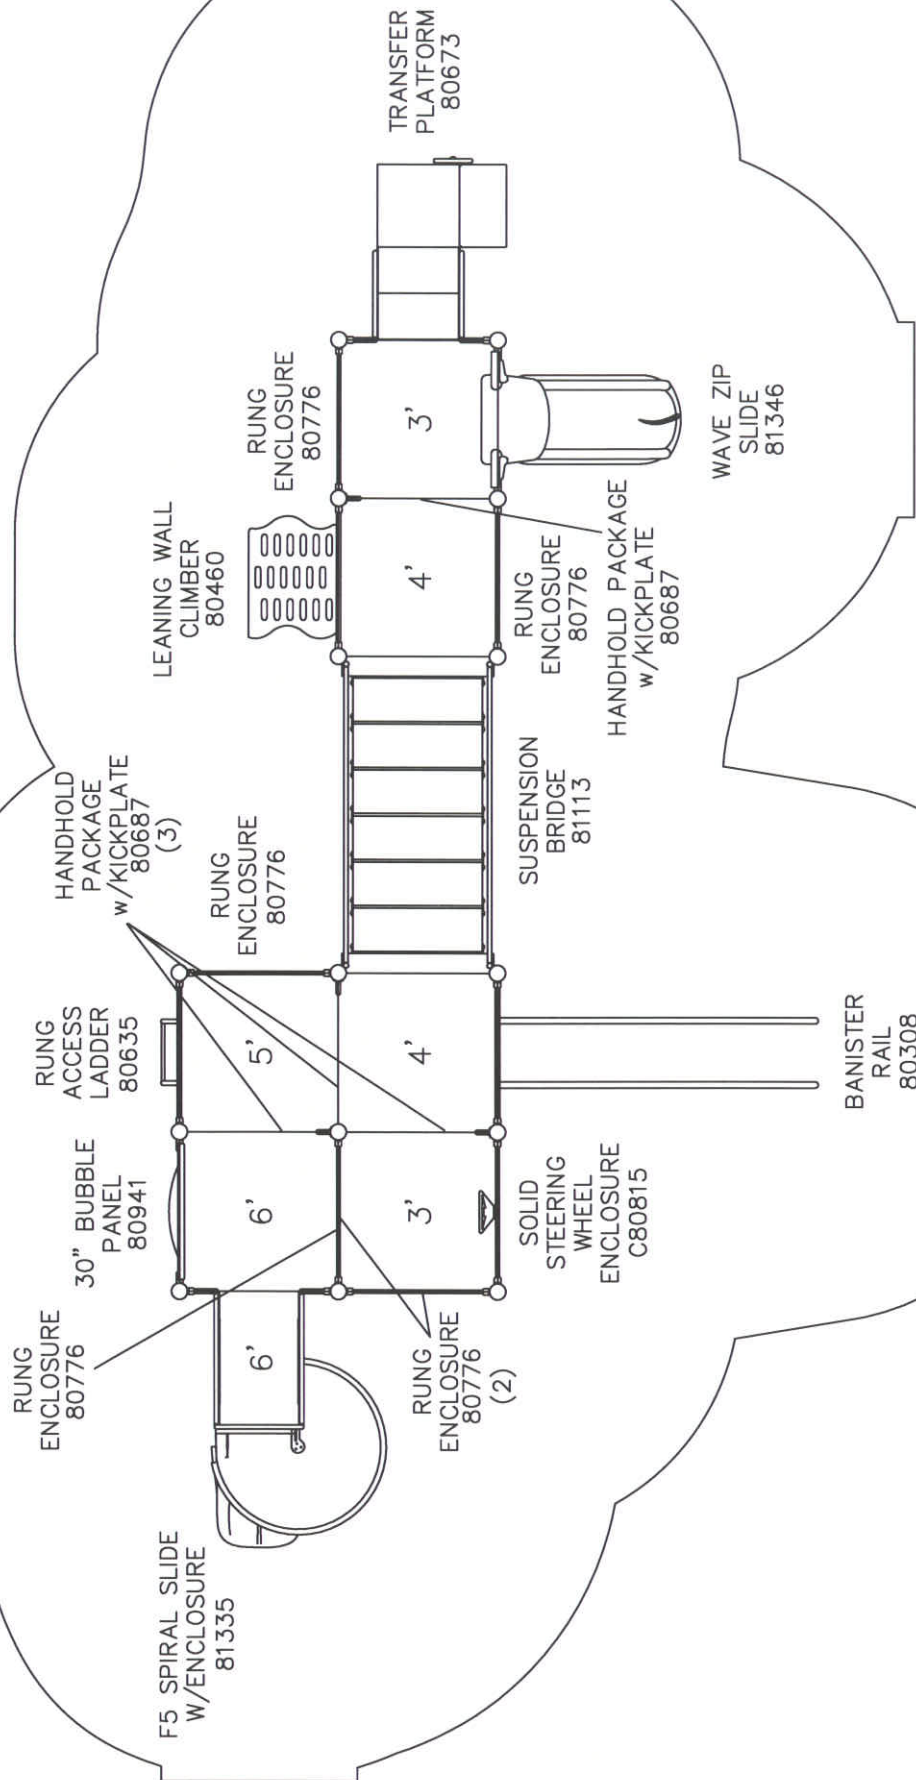 TRANSFER
PLATFORM
80673
RUNG
ENCLOSURE
80776
3'
WAVE ZIP
SLIDE
81346
LEANING WALL
CLIMBER
80460
4'
RUNG
ENCLOSURE
80776
HANDHOLD PACKAGE
w/KICKPLATE
80687
HANDHOLD
PACKAGE
w/KICKPLATE
80687
(3)
RUNG
ENCLOSURE
80776
SUSPENSION
BRIDGE
81113
RUNG
ACCESS
LADDER
80635
5'
4'
BANISTER
RAIL
80308
30" BUBBLE
PANEL
80941
6'
3'
SOLID
STEERING
WHEEL
ENCLOSURE
C80815
RUNG
ENCLOSURE
80776
6'
RUNG
ENCLOSURE
80776
(2)
F5 SPIRAL SLIDE
W/ENCLOSURE
81335